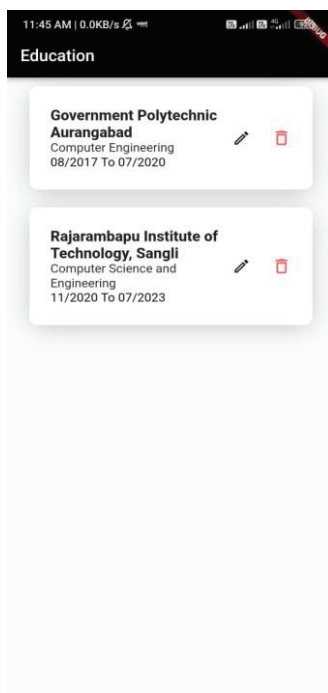 11:45 AM | 0.0KB/s
4G
Education
Government Polytechnic
Aurangabad
Computer Engineering
08/2017 To 07/2020
Rajarambapu Institute of
Technology, Sangli
Computer Science and
Engineering
11/2020 To 07/2023